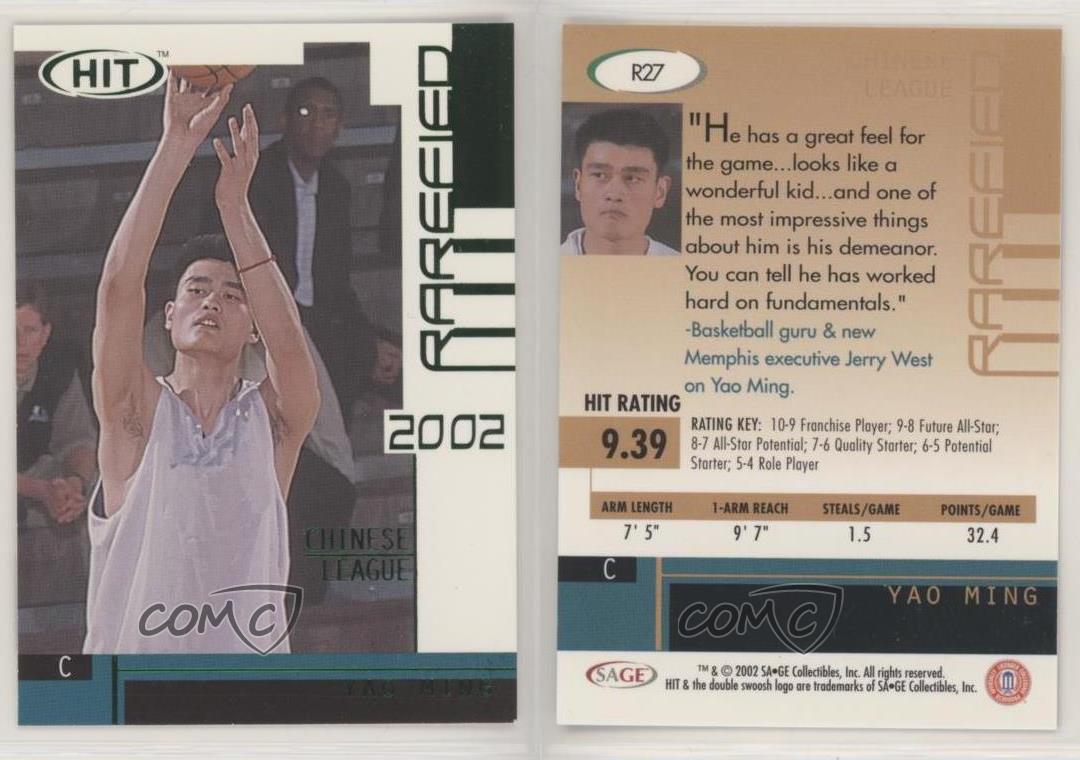 HIT™
RAREFIED
2002
CHINESE
LEAGUE
COMC
C
YAO MING
R27
CHINESE
LEAGUE
RAREFIED
"He has a great feel for
the game...looks like a
wonderful kid...and one of
the most impressive things
about him is his demeanor.
You can tell he has worked
hard on fundamentals."
-Basketball guru & new
Memphis executive Jerry West
on Yao Ming.
HIT RATING
9.39
RATING KEY: 10-9 Franchise Player; 9-8 Future All-Star;
8-7 All-Star Potential; 7-6 Quality Starter; 6-5 Potential
Starter; 5-4 Role Player
ARM LENGTH 1-ARM REACH STEALS/GAME POINTS/GAME
7' 5" 9' 7" 1.5 32.4
C
YAO MING
COMC
SAGE
™ & © 2002 SA•GE Collectibles, Inc. All rights reserved.
HIT & the double swoosh logo are trademarks of SA•GE Collectibles, Inc.